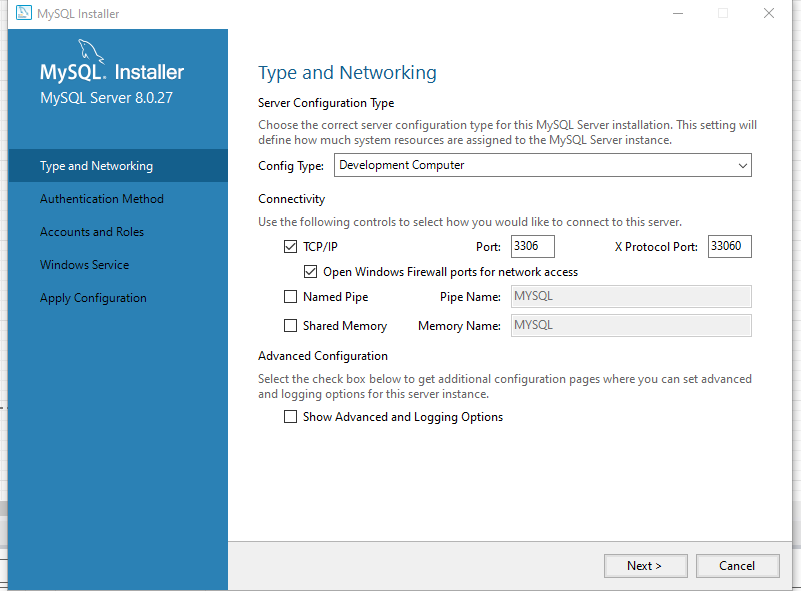 MySQL Installer
MySQL. Installer
MySQL Server 8.0.27
Type and Networking
Authentication Method
Accounts and Roles
Windows Service
Apply Configuration
Type and Networking
Server Configuration Type
Choose the correct server configuration type for this MySQL Server installation. This setting will
define how much system resources are assigned to the MySQL Server instance.
Config Type: Development Computer
Connectivity
Use the following controls to select how you would like to connect to this server.
TCP/IP Port: 3306 X Protocol Port: 33060
Open Windows Firewall ports for network access
Named Pipe Pipe Name: MYSQL
Shared Memory Memory Name: MYSQL
Advanced Configuration
Select the check box below to get additional configuration pages where you can set advanced
and logging options for this server instance.
Show Advanced and Logging Options
Next > Cancel